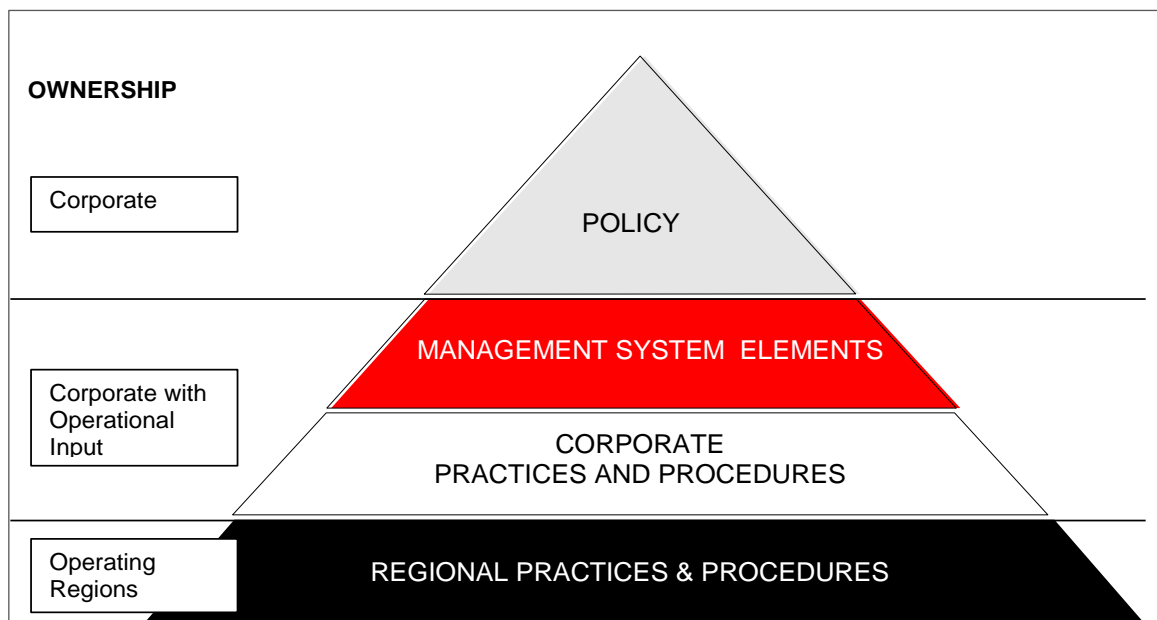 OWNERSHIP
Corporate
POLICY
MANAGEMENT SYSTEM ELEMENTS
Corporate with
Operational
Input
CORPORATE
PRACTICES AND PROCEDURES
Operating
Regions
REGIONAL PRACTICES & PROCEDURES